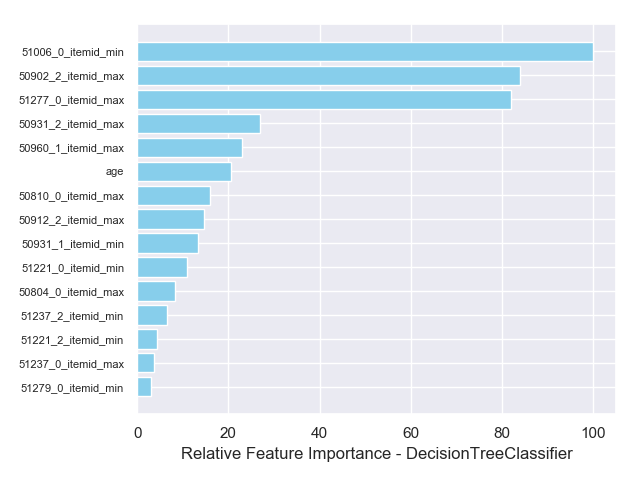 51006_0_itemid_min
50902_2_itemid_max
51277_0_itemid_max
50931_2_itemid_max
50960_1_itemid_max
age
50810_0_itemid_max
50912_2_itemid_max
50931_1_itemid_min
51221_0_itemid_min
50804_0_itemid_max
51237_2_itemid_min
51221_2_itemid_min
51237_0_itemid_max
51279_0_itemid_min
0 20 40 60 80 100
Relative Feature Importance - DecisionTreeClassifier